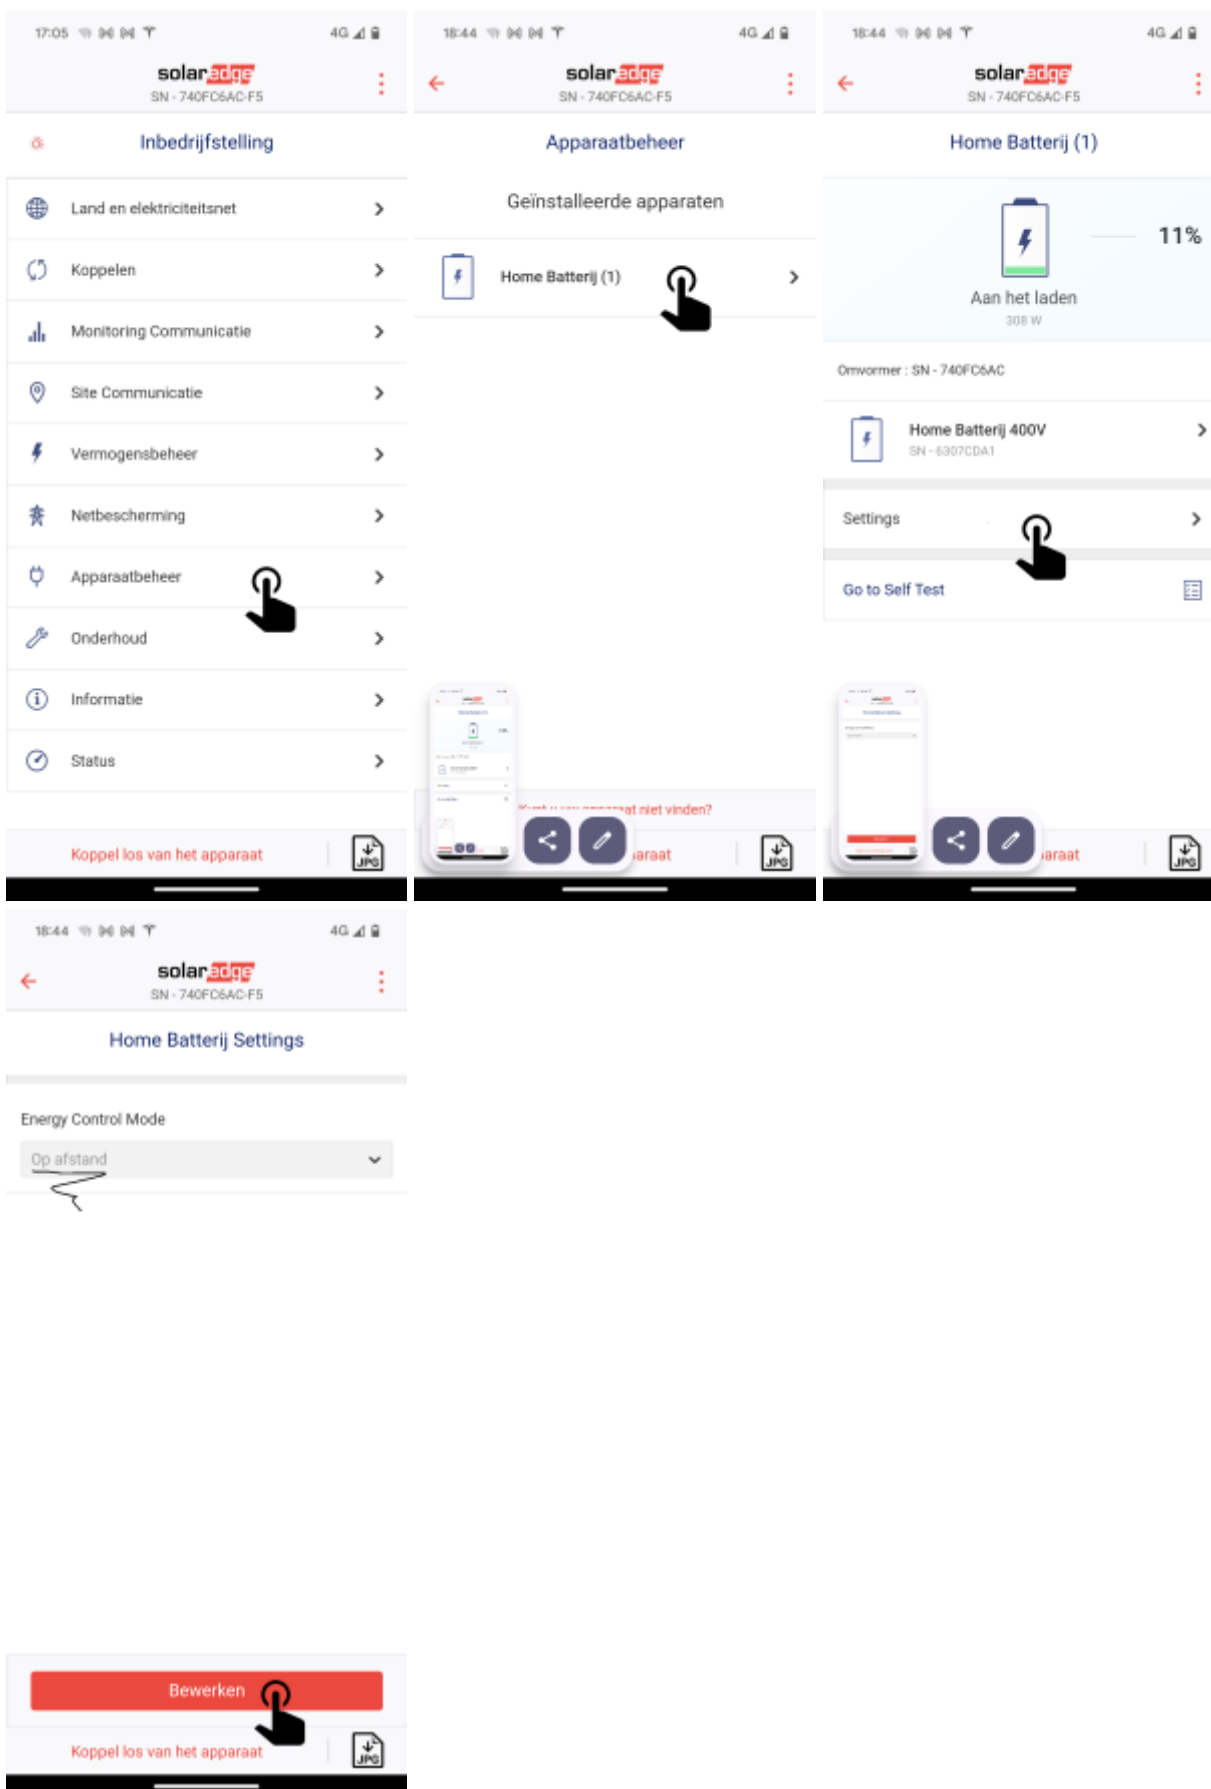 17:05
4G
solaredge
SN - 740FC6AC-F5
Inbedrijfstelling
Land en elektriciteitsnet
Koppelen
Monitoring Communicatie
Site Communicatie
Vermogensbeheer
Netbescherming
Apparaatbeheer
Onderhoud
Informatie
Status
Koppel los van het apparaat
JPG
18:44
4G
solaredge
SN - 740FC6AC-F5
Apparaatbeheer
Geïnstalleerde apparaten
Home Batterij (1)
apparaat niet vinden?
araat
JPG
18:44
4G
solaredge
SN - 740FC6AC-F5
Home Batterij (1)
11%
Aan het laden
308 W
Omvormer : SN - 740FC6AC
Home Batterij 400V
SN - 6307CDA1
Settings
Go to Self Test
araat
JPG
18:44
4G
solaredge
SN - 740FC6AC-F5
Home Batterij Settings
Energy Control Mode
Op afstand
Bewerken
Koppel los van het apparaat
JPG